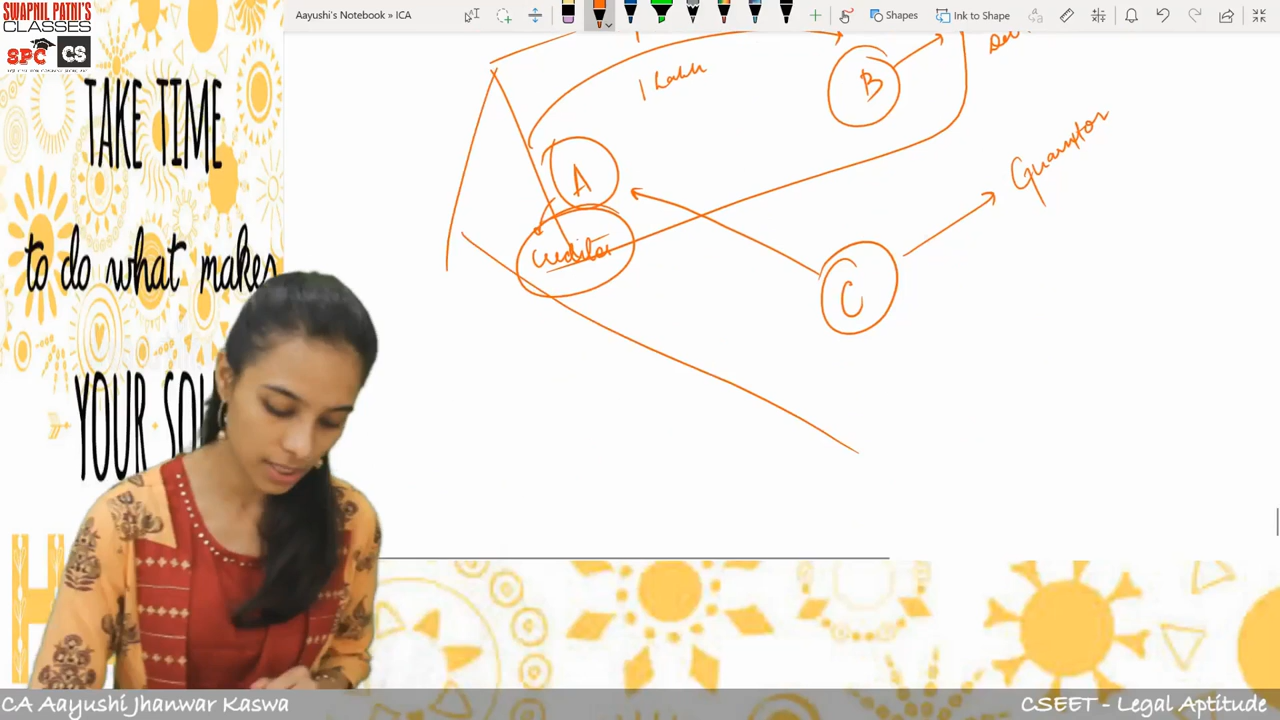 SWAPNIL PATNI'S
CLASSES
SPC CS
Aayushi's Notebook » ICA
Shapes
Ink to Shape
TAKE TIME
to do what makes
YOUR SOU
H
1 Lakh
A
B
Creditor
C
Guarantor
CA Aayushi Jhanwar Kaswa
CSEET - Legal Aptitude